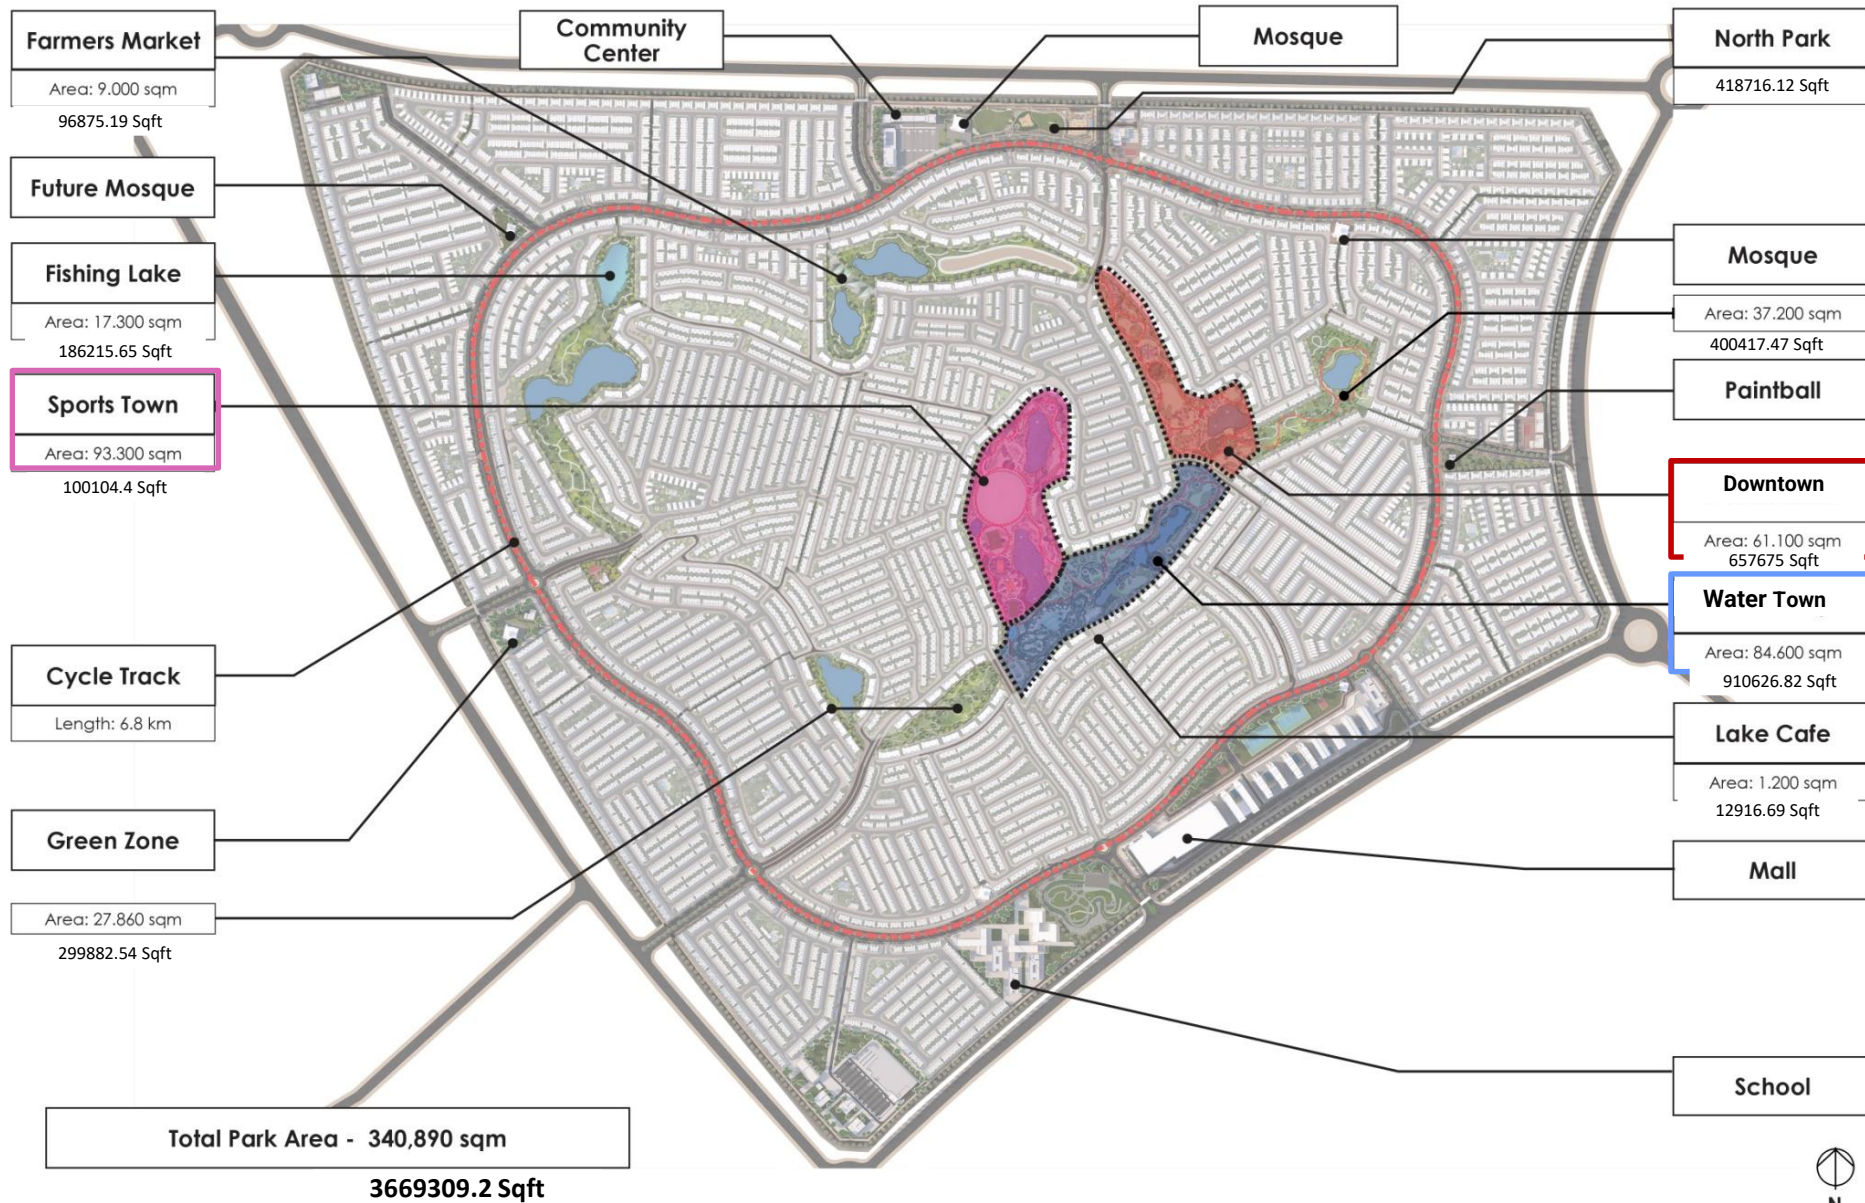 Farmers Market
Area: 9.000 sqm
96875.19 Sqft
Future Mosque
Fishing Lake
Area: 17.300 sqm
186215.65 Sqft
Sports Town
Area: 93.300 sqm
100104.4 Sqft
Cycle Track
Length: 6.8 km
Green Zone
Area: 27.860 sqm
299882.54 Sqft
Community
Center
Mosque
North Park
418716.12 Sqft
Mosque
Area: 37.200 sqm
400417.47 Sqft
Paintball
Downtown
Area: 61.100 sqm
657675 Sqft
Water Town
Area: 84.600 sqm
910626.82 Sqft
Lake Cafe
Area: 1.200 sqm
12916.69 Sqft
Mall
School
Total Park Area - 340,890 sqm
3669309.2 Sqft
N